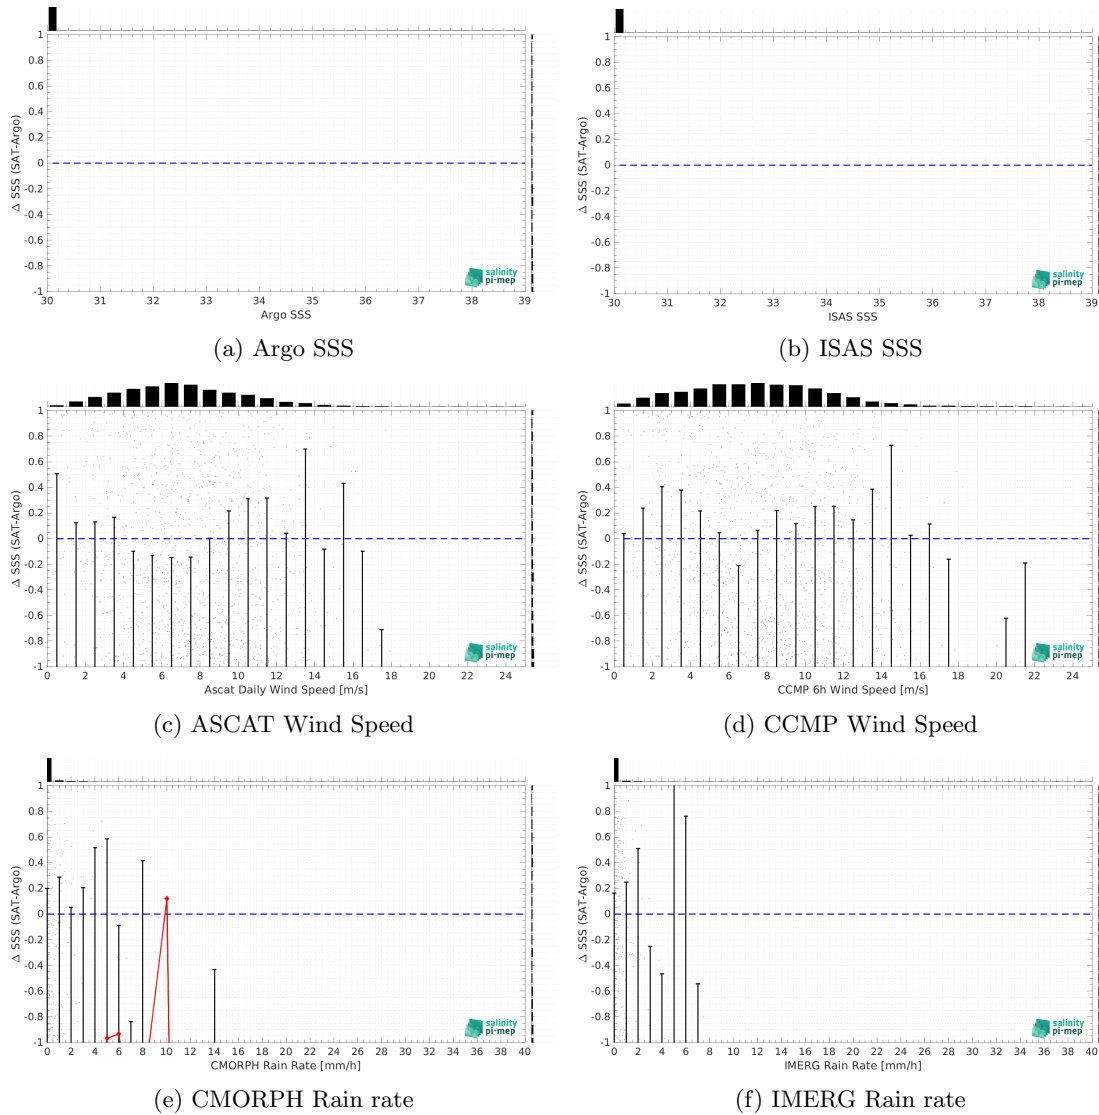 1
0.8
0.6
0.4
0.2
0
-0.2
-0.4
-0.6
-0.8
-1
Δ SSS (SAT-Argo)
salinity
pi-mep
30 31 32 33 34 35 36 37 38 39
Argo SSS
(a) Argo SSS
1
0.8
0.6
0.4
0.2
0
-0.2
-0.4
-0.6
-0.8
-1
Δ SSS (SAT-Argo)
salinity
pi-mep
30 31 32 33 34 35 36 37 38 39
ISAS SSS
(b) ISAS SSS
1
0.8
0.6
0.4
0.2
0
-0.2
-0.4
-0.6
-0.8
-1
Δ SSS (SAT-Argo)
salinity
pi-mep
0 2 4 6 8 10 12 14 16 18 20 22 24
Ascat Daily Wind Speed [m/s]
(c) ASCAT Wind Speed
1
0.8
0.6
0.4
0.2
0
-0.2
-0.4
-0.6
-0.8
-1
Δ SSS (SAT-Argo)
salinity
pi-mep
0 2 4 6 8 10 12 14 16 18 20 22 24
CCMP 6h Wind Speed [m/s]
(d) CCMP Wind Speed
1
0.8
0.6
0.4
0.2
0
-0.2
-0.4
-0.6
-0.8
-1
Δ SSS (SAT-Argo)
salinity
pi-mep
0 2 4 6 8 10 12 14 16 18 20 22 24 26 28 30 32 34 36 38 40
CMORPH Rain Rate [mm/h]
(e) CMORPH Rain rate
1
0.8
0.6
0.4
0.2
0
-0.2
-0.4
-0.6
-0.8
-1
Δ SSS (SAT-Argo)
salinity
pi-mep
0 2 4 6 8 10 12 14 16 18 20 22 24 26 28 30 32 34 36 38 40
IMERG Rain Rate [mm/h]
(f) IMERG Rain rate